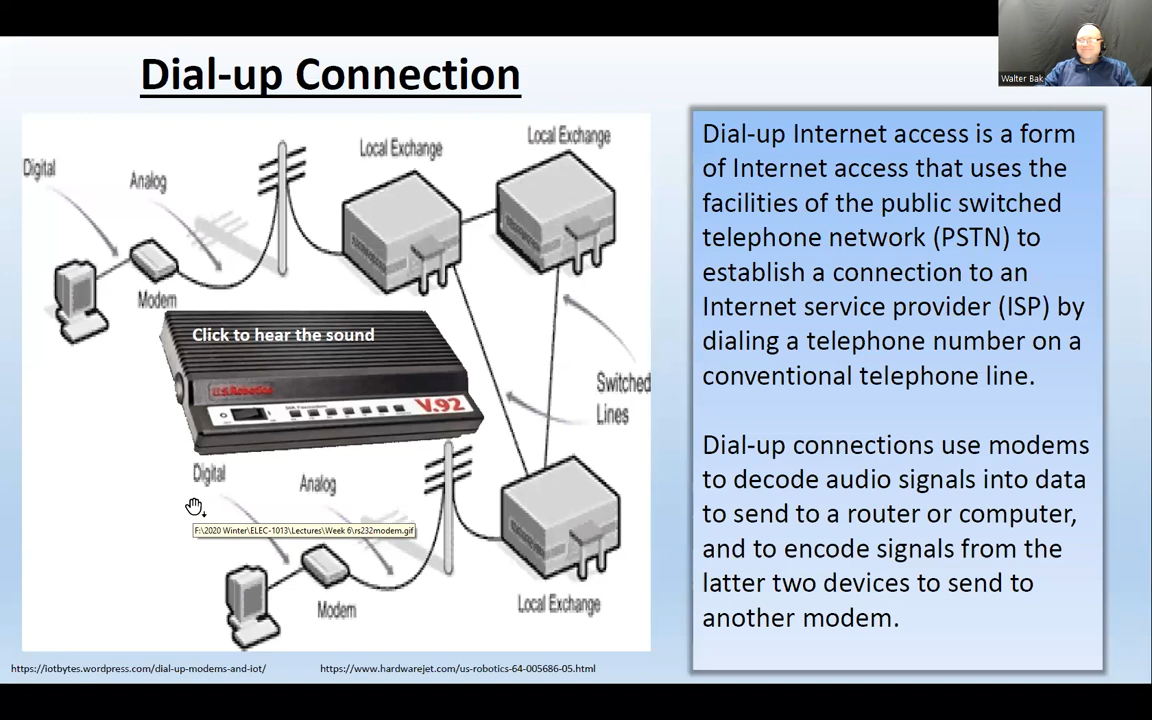 Walter Bak
Dial-up Connection
Digital
Analog
Local Exchange
Local Exchange
Modem
Click to hear the sound
U.S.Robotics
V.92
Switched
Lines
Digital
Analog
F:\2020 Winter\ELEC-1013\Lectures\Week 6\rs232modem.gif
Modem
Local Exchange
Dial-up Internet access is a form
of Internet access that uses the
facilities of the public switched
telephone network (PSTN) to
establish a connection to an
Internet service provider (ISP) by
dialing a telephone number on a
conventional telephone line.
Dial-up connections use modems
to decode audio signals into data
to send to a router or computer,
and to encode signals from the
latter two devices to send to
another modem.
https://iotbytes.wordpress.com/dial-up-modems-and-iot/
https://www.hardwarejet.com/us-robotics-64-005686-05.html